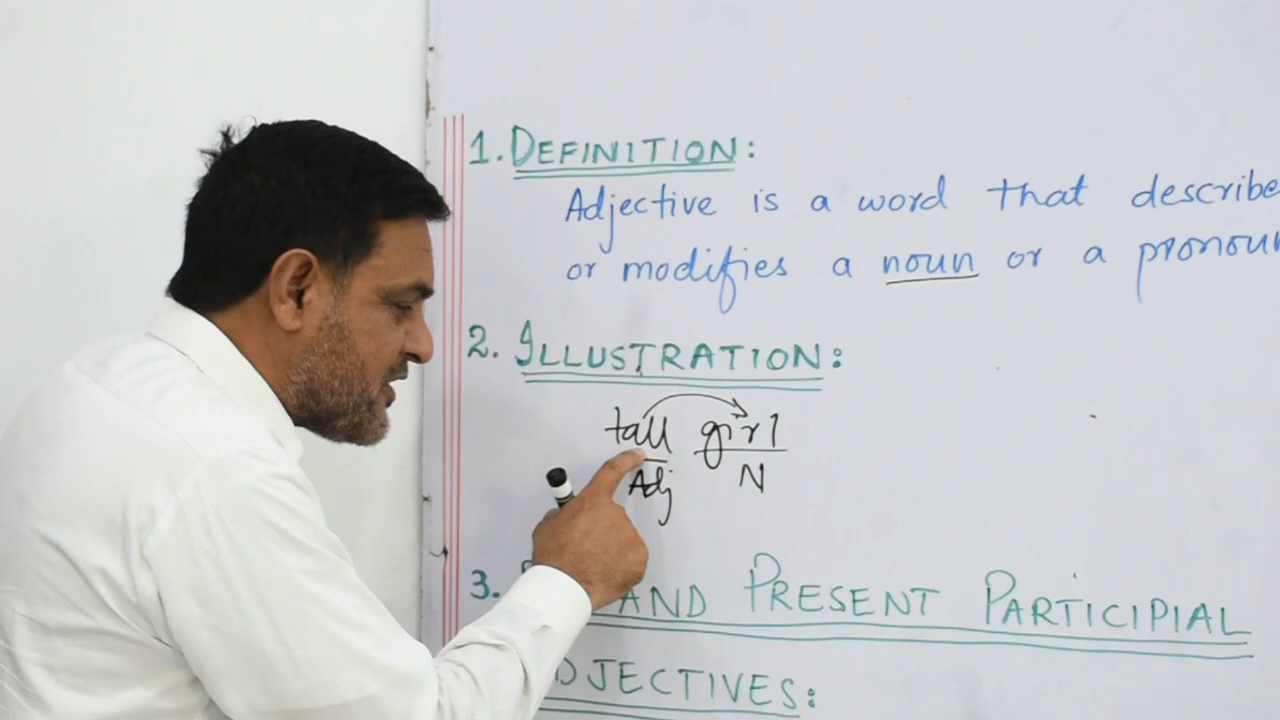 1. DEFINITION:
Adjective is a word that describe
or modifies a noun or a pronoun
2. ILLUSTRATION:
tall girl
Adj N
3. AND PRESENT PARTICIPIAL
DJECTIVES: